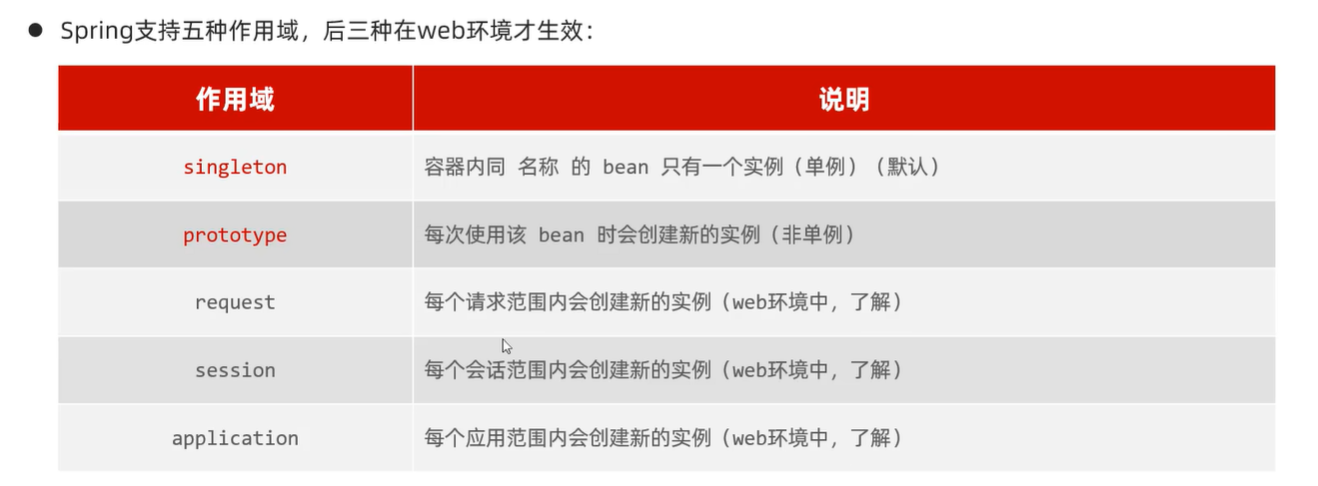 Spring支持五种作用域，后三种在web环境才生效：
作用域 说明
singleton 容器内同 名称 的 bean 只有一个实例（单例）（默认）
prototype 每次使用该 bean 时会创建新的实例（非单例）
request 每个请求范围内会创建新的实例（web环境中，了解）
session 每个会话范围内会创建新的实例（web环境中，了解）
application 每个应用范围内会创建新的实例（web环境中，了解）